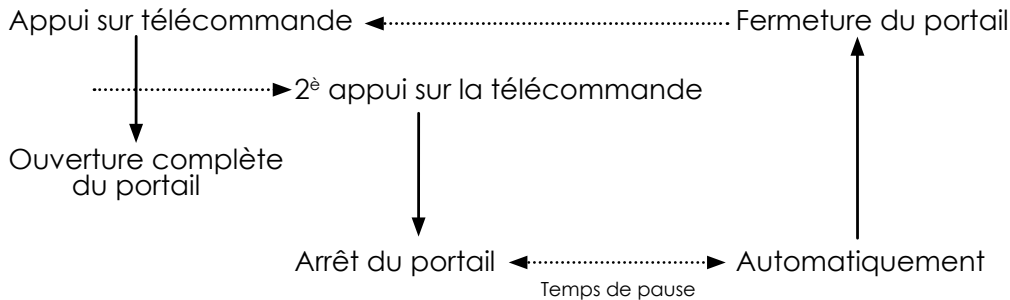 Appui sur télécommande
Fermeture du portail
2è appui sur la télécommande
Ouverture complète
du portail
Arrêt du portail
Automatiquement
Temps de pause